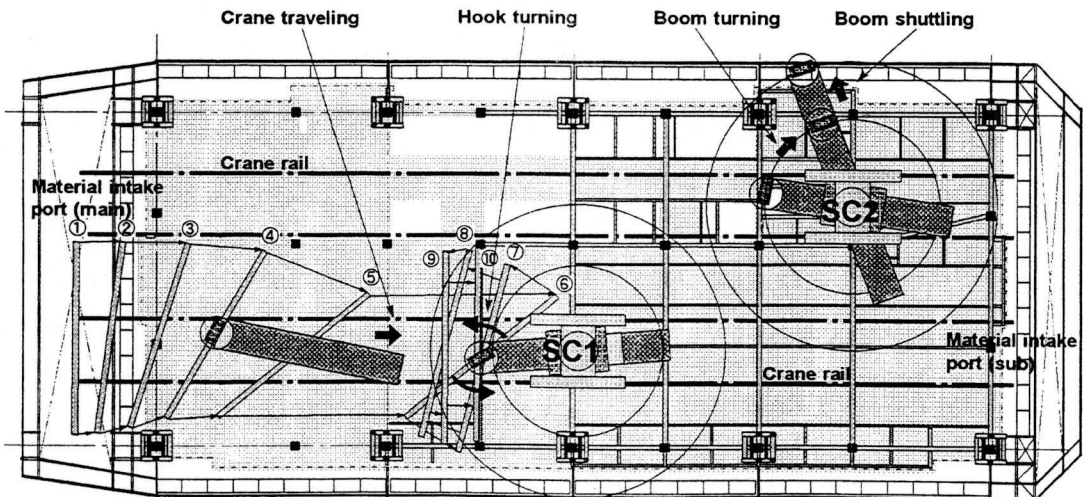 Crane traveling
Hook turning
Boom turning
Boom shuttling
Crane rail
Material intake
port (main)
① ② ③ ④ ⑤ ⑥ ⑦ ⑧ ⑨ ⑩
SC2
SC1
Material intake
port (sub)
Crane rail